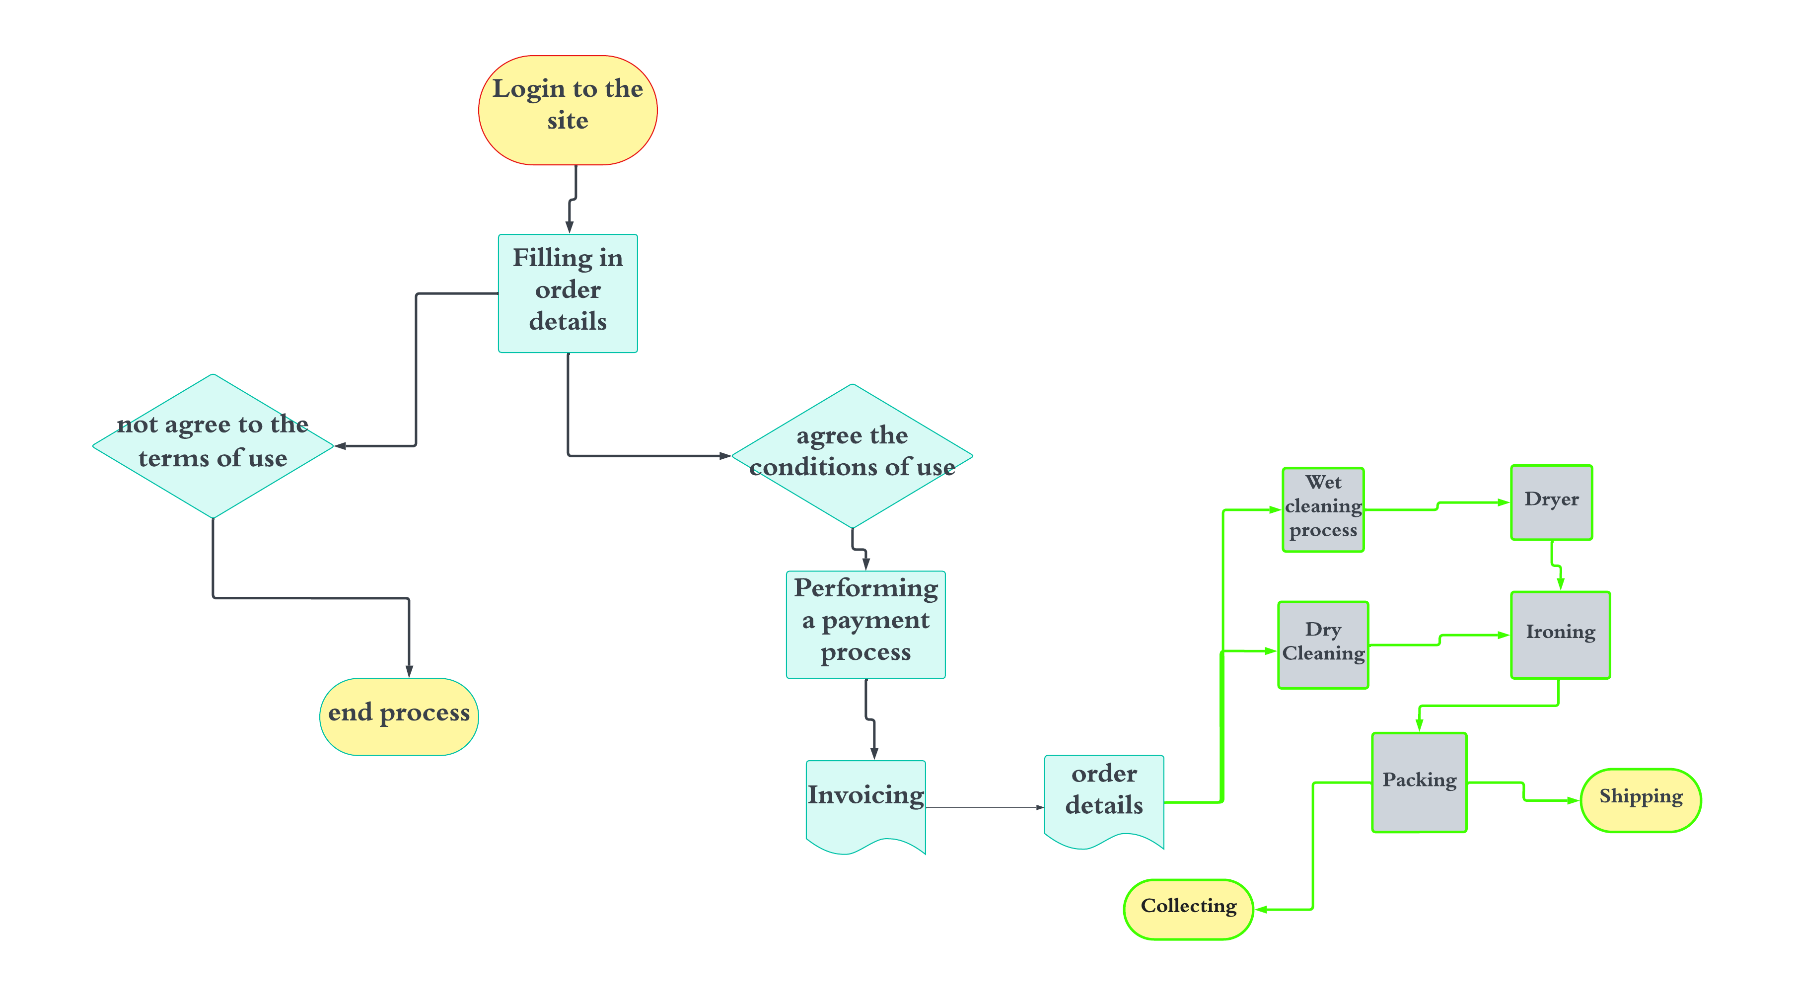 Login to the
site
Filling in
order
details
not agree to the
terms of use
agree the
conditions of use
end process
Performing
a payment
process
Invoicing
order
details
Wet
cleaning
process
Dryer
Dry
Cleaning
Ironing
Packing
Shipping
Collecting